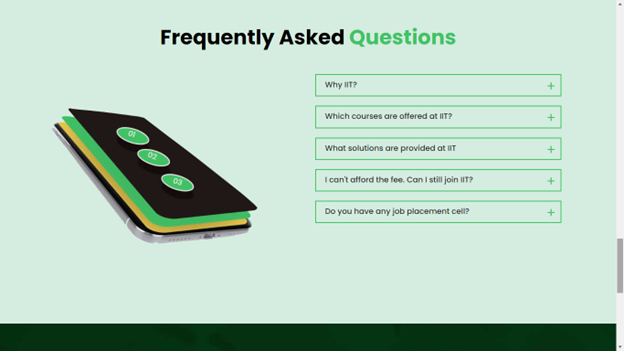 Frequently Asked Questions
Why IIT?
Which courses are offered at IIT?
What solutions are provided at IIT
I can't afford the fee. Can I still join IIT?
Do you have any job placement cell?
01
02
03